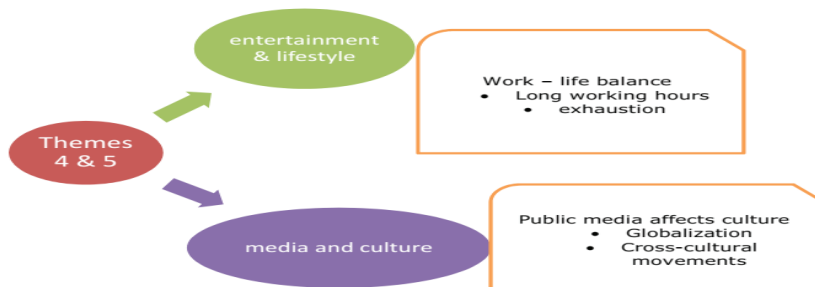 Themes
4 & 5
entertainment
& lifestyle
Work – life balance
• Long working hours
• exhaustion
media and culture
Public media affects culture
• Globalization
• Cross-cultural
movements